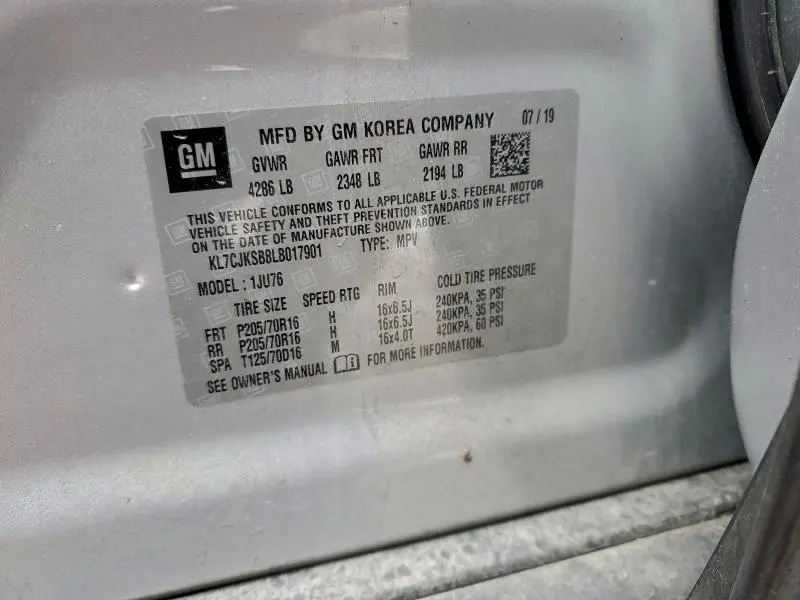 GM
MFD BY GM KOREA COMPANY 07 / 19
GVWR GAWR FRT GAWR RR
4286 LB 2348 LB 2194 LB
THIS VEHICLE CONFORMS TO ALL APPLICABLE U.S. FEDERAL MOTOR
VEHICLE SAFETY AND THEFT PREVENTION STANDARDS IN EFFECT
ON THE DATE OF MANUFACTURE SHOWN ABOVE.
KL7CJKSB8LB017901 TYPE: MPV
MODEL: 1JU76
TIRE SIZE SPEED RTG RIM COLD TIRE PRESSURE
FRT P205/70R16 H 16x6.5J 240KPA, 35 PSI
RR P205/70R16 H 16x6.5J 240KPA, 35 PSI
SPA T125/70D16 M 16x4.0T 420KPA, 60 PSI
SEE OWNER'S MANUAL FOR MORE INFORMATION.